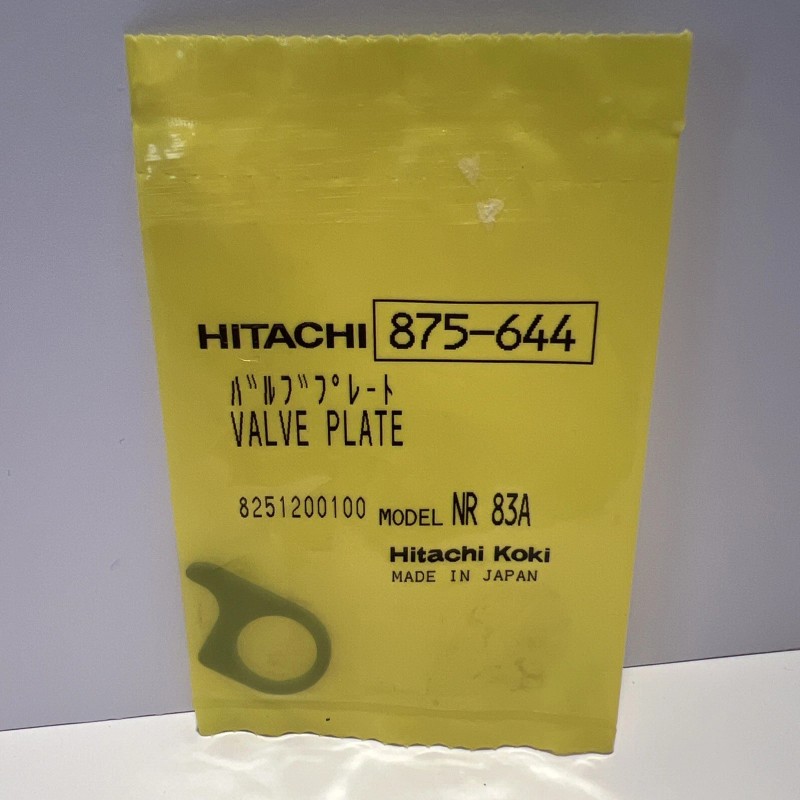 HITACHI 875-644
ﾊﾞﾙﾌﾞﾌﾟﾚｰﾄ
VALVE PLATE
8251200100 MODEL NR 83A
Hitachi Koki
MADE IN JAPAN